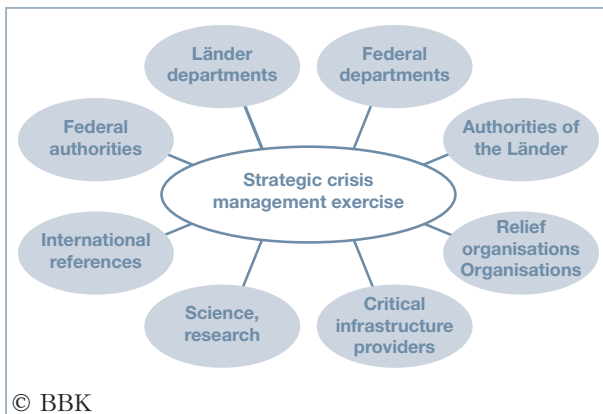 Länder
departments
Federal
departments
Federal
authorities
Authorities of
the Länder
Strategic crisis
management exercise
International
references
Relief
organisations
Organisations
Science,
research
Critical
infrastructure
providers
© BBK